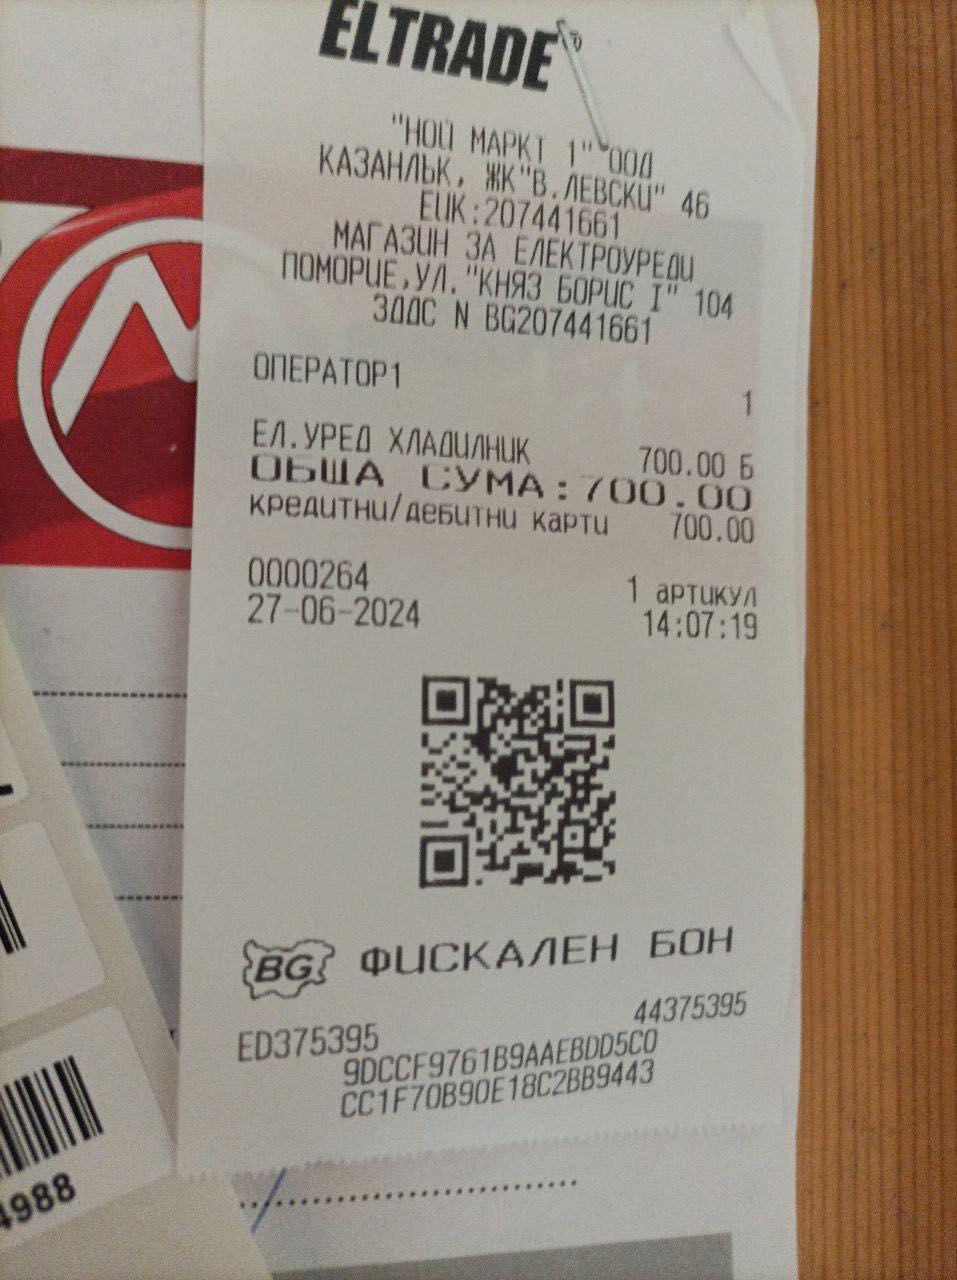 ELTRADE®
"НОЙ МАРКТ 1" ООД
КАЗАНЛЪК, ЖК"В.ЛЕВСКИ" 46
ЕИК:207441661
МАГАЗИН ЗА ЕЛЕКТРОУРЕДИ
ПОМОРИЕ,УЛ."КНЯЗ БОРИС I" 104
ЗДДС N BG207441661
ОПЕРАТОР1 1
ЕЛ.УРЕД ХЛАДИЛНИК 700.00 Б
ОБЩА СУМА:700.00
кредитни/дебитни карти 700.00
0000264 1 артикул
27-06-2024 14:07:19
BG ФИСКАЛЕН БОН
ED375395 44375395
9DCCF9761B9AAEBDD5C0
CC1F70B90E18C2BB9443
4988